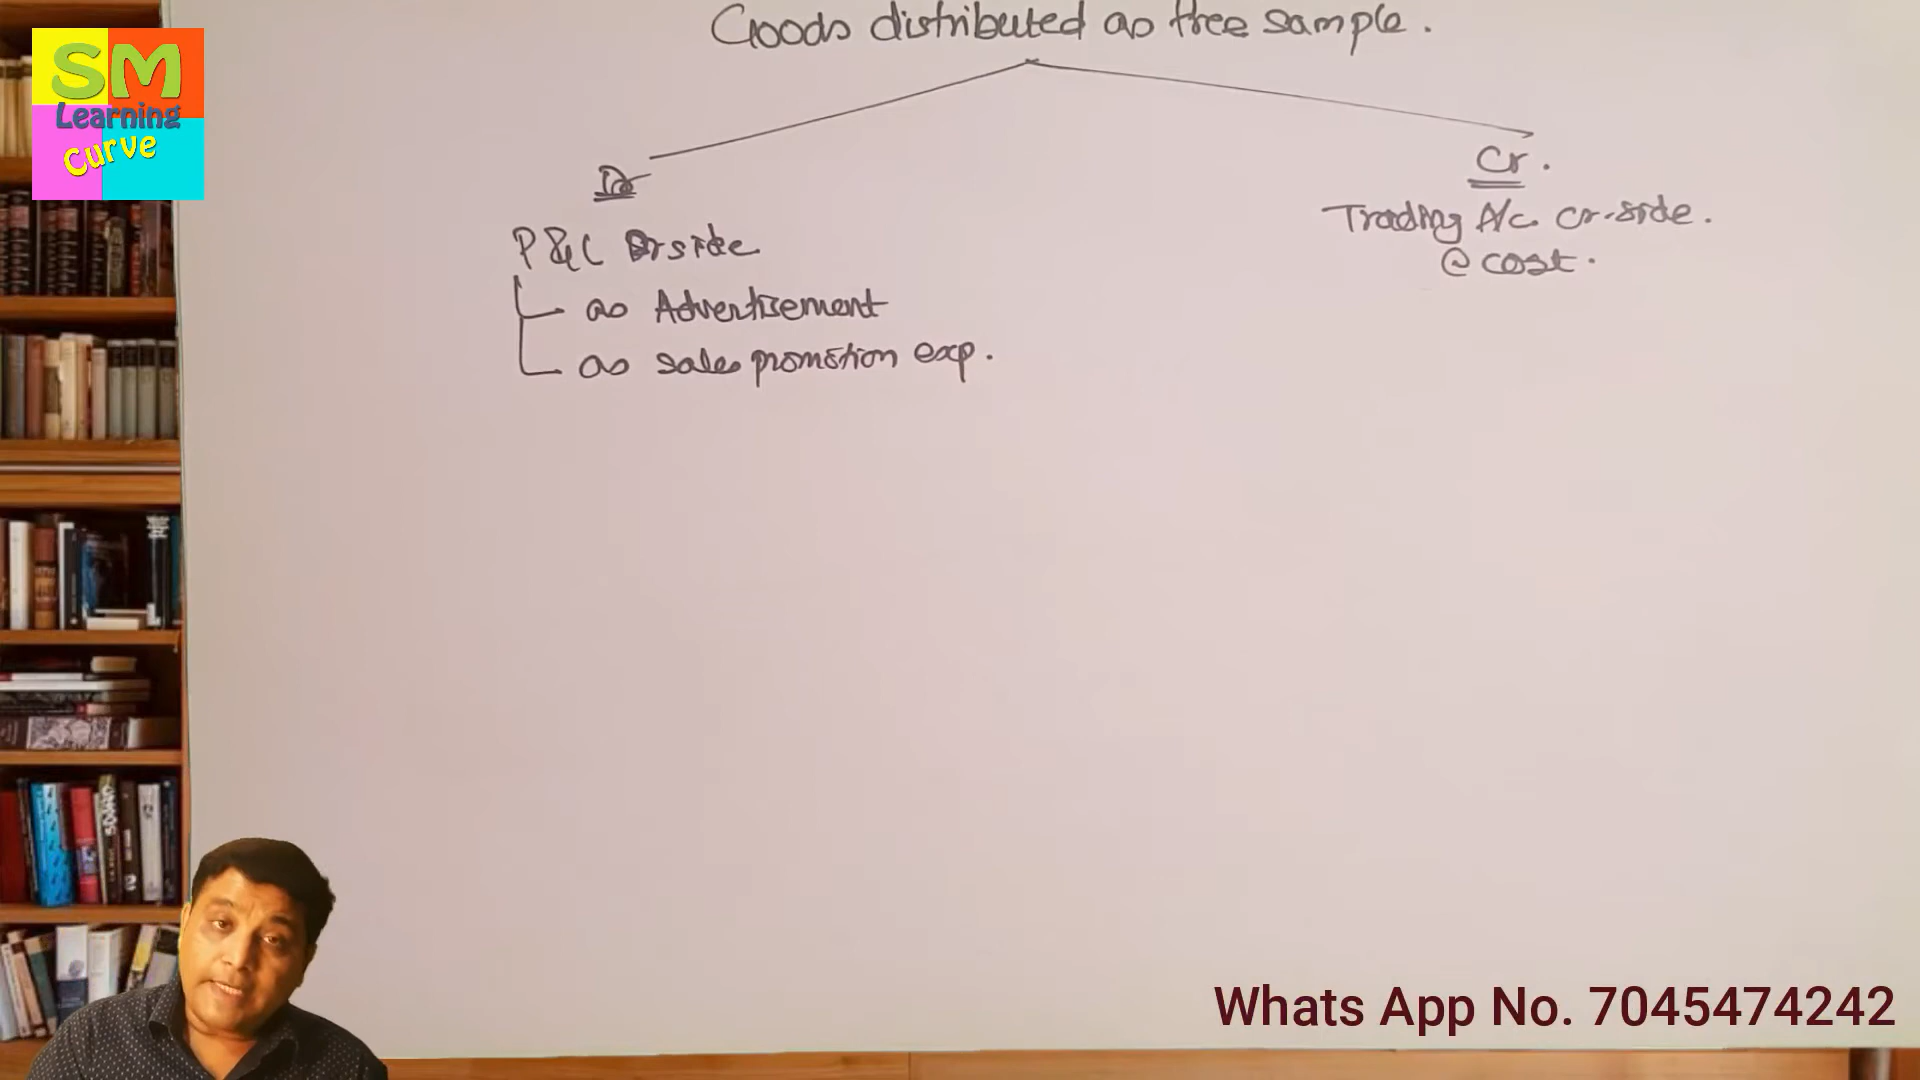 SM
Learning
Curve
Goods distributed as free sample.
Dr
Cr.
P&L Dr side
Trading A/c Cr-side.
@ cost.
as Advertisement
as sales promotion exp.
Whats App No. 7045474242